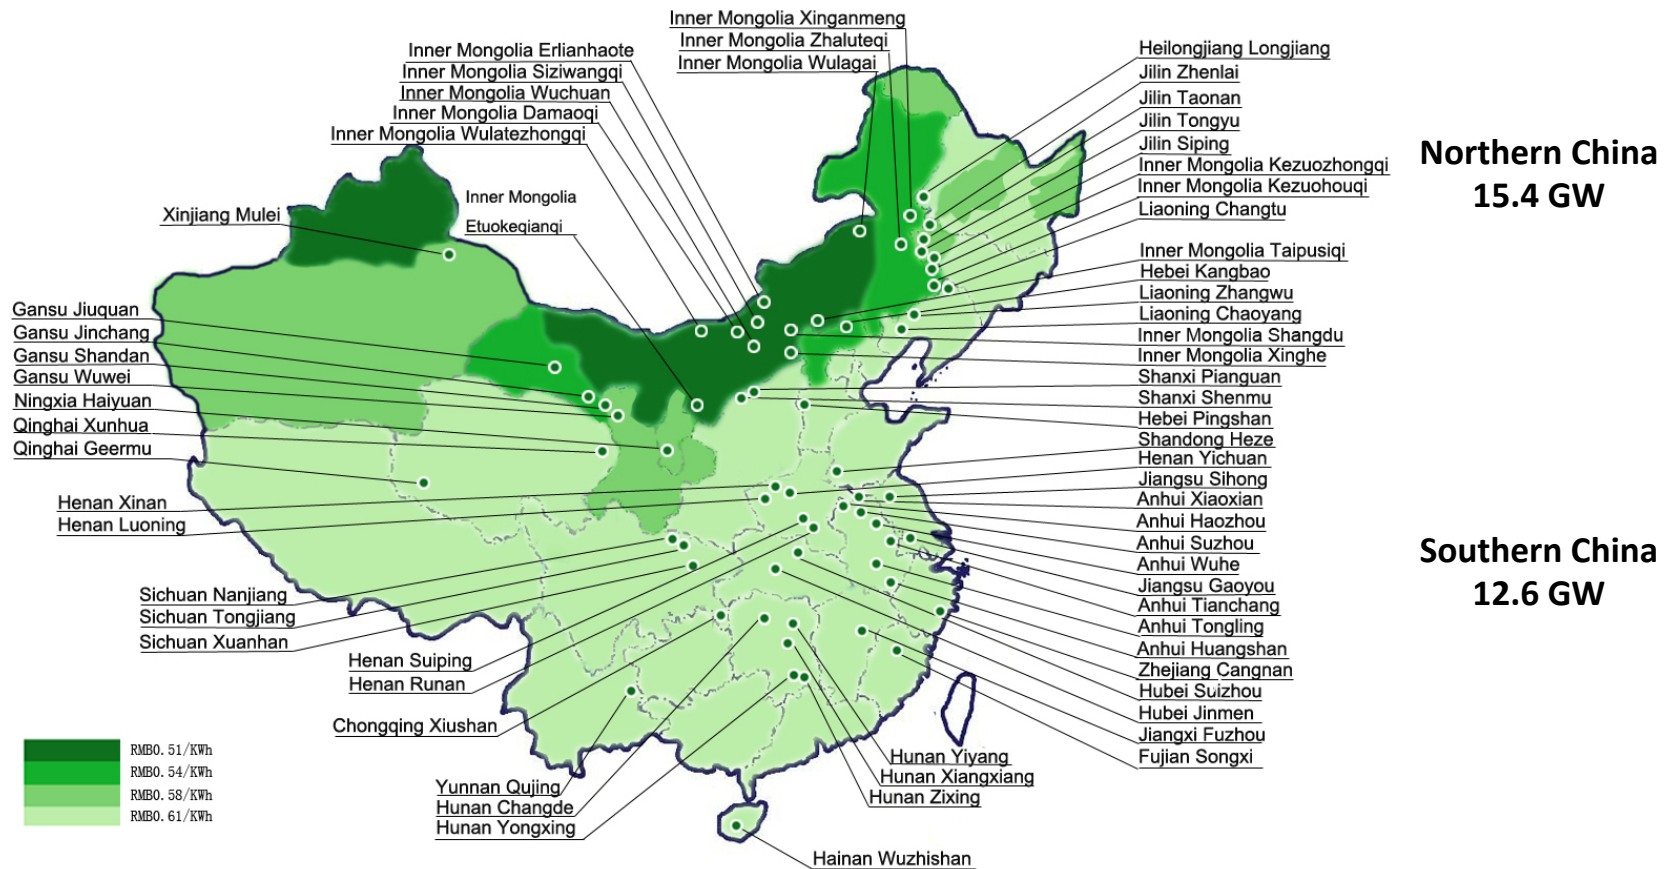 Inner Mongolia Xinganmeng
Inner Mongolia Zhaluteqi
Inner Mongolia Wulagai
Inner Mongolia Erlianhaote
Inner Mongolia Siziwangqi
Inner Mongolia Wuchuan
Inner Mongolia Damaoqi
Inner Mongolia Wulatezhongqi
Inner Mongolia
Etuokeqianqi
Xinjiang Mulei
Gansu Jiuquan
Gansu Jinchang
Gansu Shandan
Gansu Wuwei
Ningxia Haiyuan
Qinghai Xunhua
Qinghai Geermu
Henan Xinan
Henan Luoning
Sichuan Nanjiang
Sichuan Tongjiang
Sichuan Xuanhan
Henan Suiping
Henan Runan
Chongqing Xiushan
Yunnan Qujing
Hunan Changde
Hunan Yongxing
Hunan Yiyang
Hunan Xiangxiang
Hunan Zixing
Hainan Wuzhishan
Heilongjiang Longjiang
Jilin Zhenlai
Jilin Taonan
Jilin Tongyu
Jilin Siping
Inner Mongolia Kezuozhongqi
Inner Mongolia Kezuohouqi
Liaoning Changtu
Inner Mongolia Taipusiqi
Hebei Kangbao
Liaoning Zhangwu
Liaoning Chaoyang
Inner Mongolia Shangdu
Inner Mongolia Xinghe
Shanxi Pianguan
Shanxi Shenmu
Hebei Pingshan
Shandong Heze
Henan Yichuan
Jiangsu Sihong
Anhui Xiaoxian
Anhui Haozhou
Anhui Suzhou
Anhui Wuhe
Jiangsu Gaoyou
Anhui Tianchang
Anhui Tongling
Anhui Huangshan
Zhejiang Cangnan
Hubei Suizhou
Hubei Jinmen
Jiangxi Fuzhou
Fujian Songxi
Northern China
15.4 GW
Southern China
12.6 GW
RMB0.51/KWh
RMB0.54/KWh
RMB0.58/KWh
RMB0.61/KWh